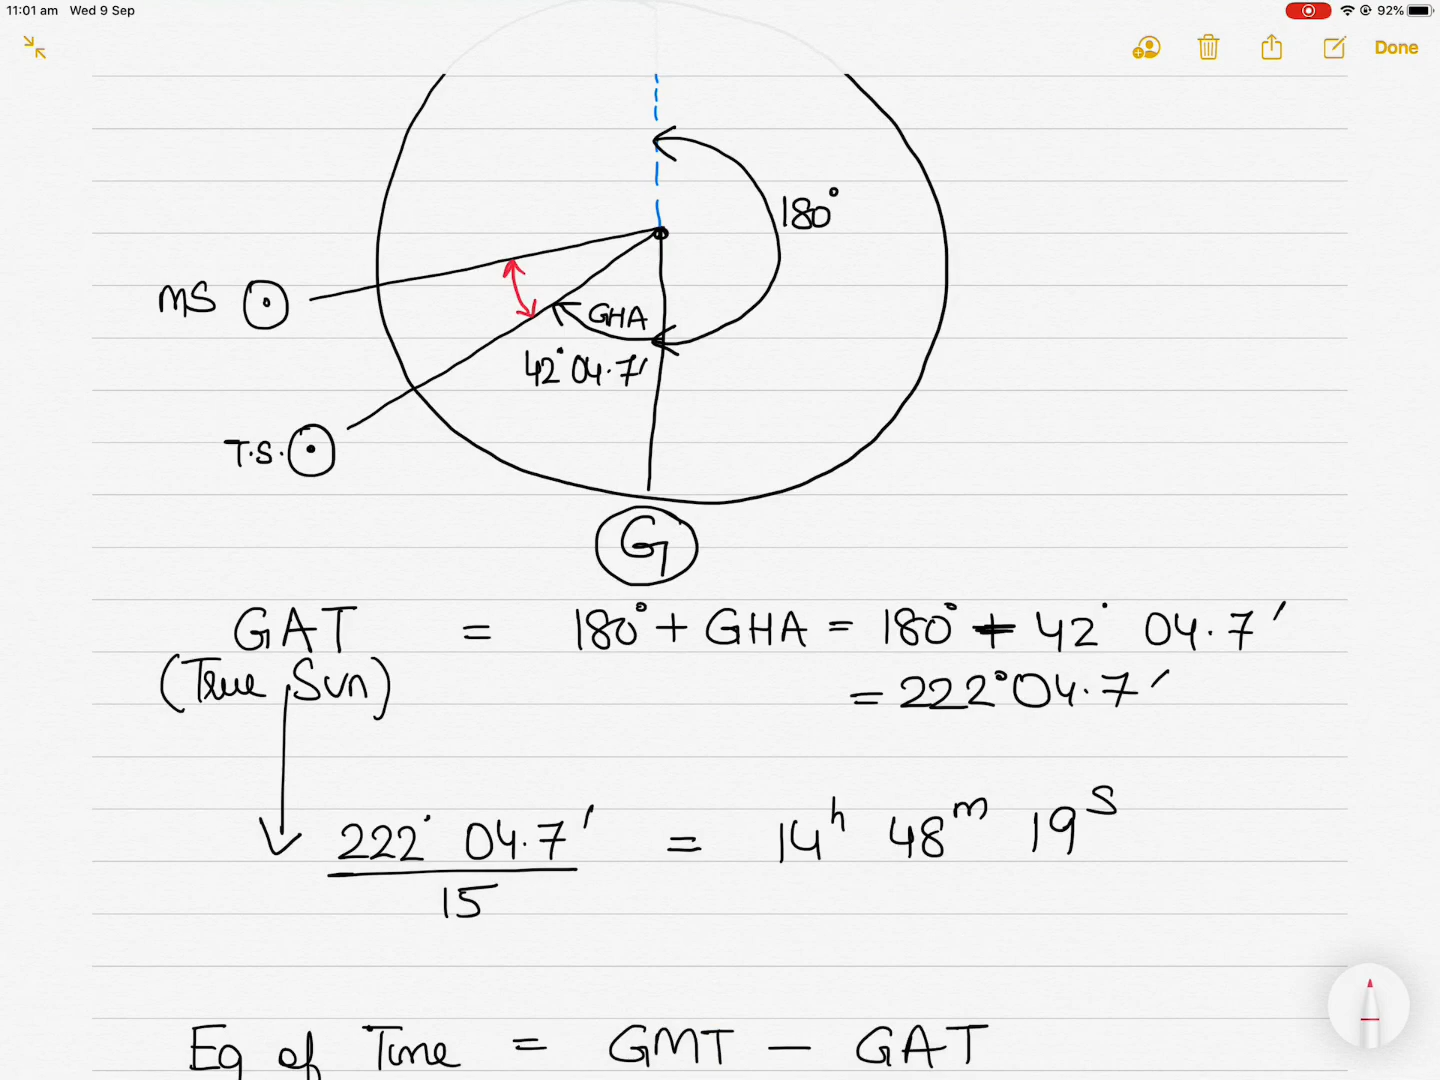 11:01 am Wed 9 Sep
92%
Done
180°
MS
GHA
42° 04.7'
T.S.
G
GAT = 180° + GHA = 180° + 42° 04.7'
(True Sun)
= 222° 04.7'
222° 04.7' = 14h 48m 19s
15
Eq of Time = GMT - GAT